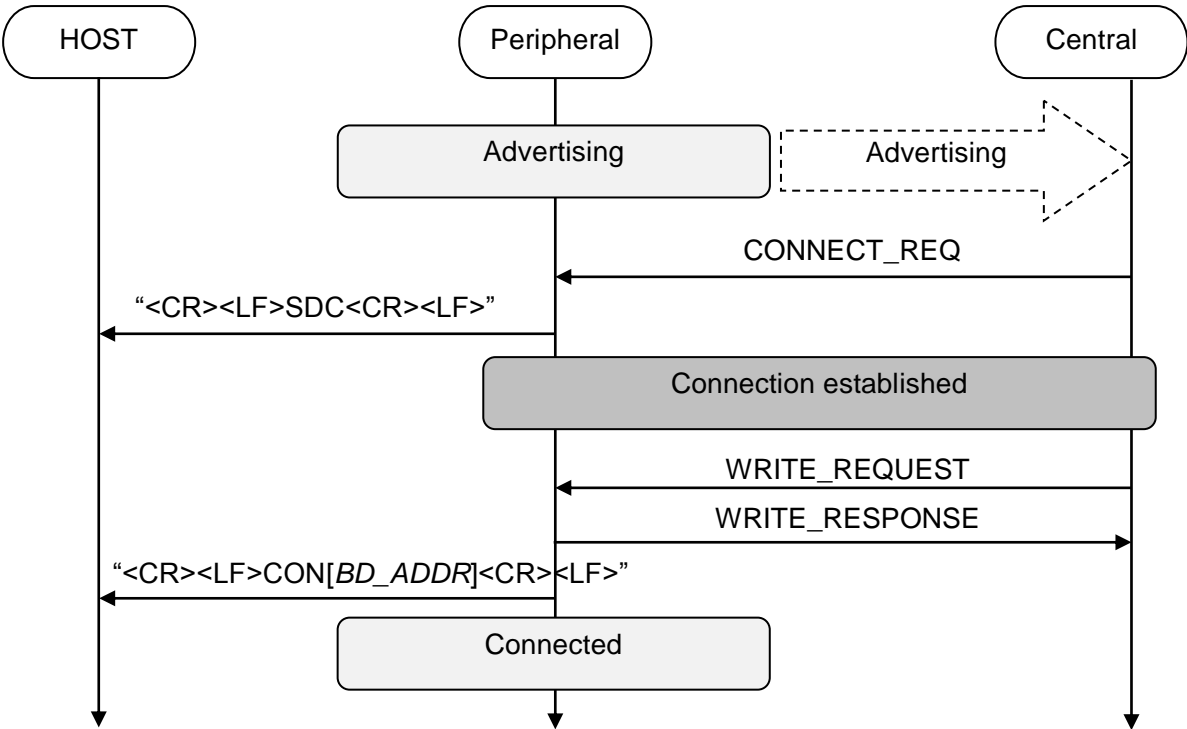 HOST
Peripheral
Central
Advertising
Advertising
CONNECT_REQ
“<CR><LF>SDC<CR><LF>”
Connection established
WRITE_REQUEST
WRITE_RESPONSE
“<CR><LF>CON[BD_ADDR]<CR><LF>”
Connected